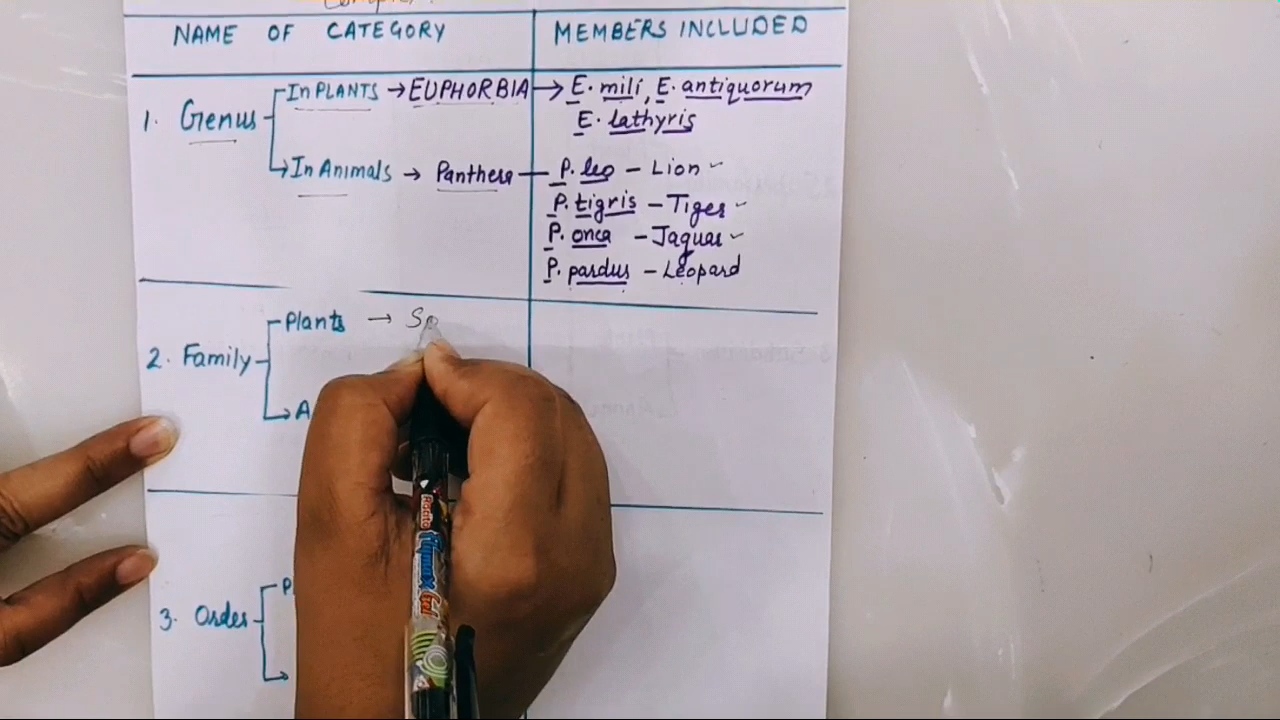 NAME OF CATEGORY MEMBERS INCLUDED
1. Genus In PLANTS → EUPHORBIA → E. mili, E. antiquorum
E. lathyris
In Animals → Panthera — P. leo – Lion
P. tigris – Tiger
P. onca – Jaguar
P. pardus – Leopard
2. Family Plants →
A
3. Order P
Rorito